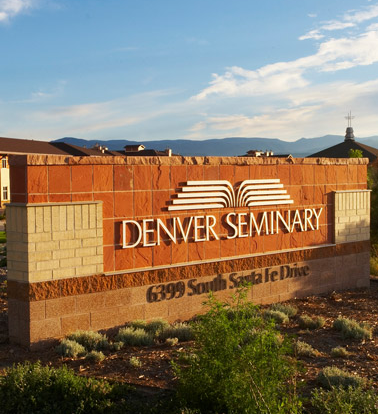 DENVER SEMINARY
6399 South Santa Fe Drive